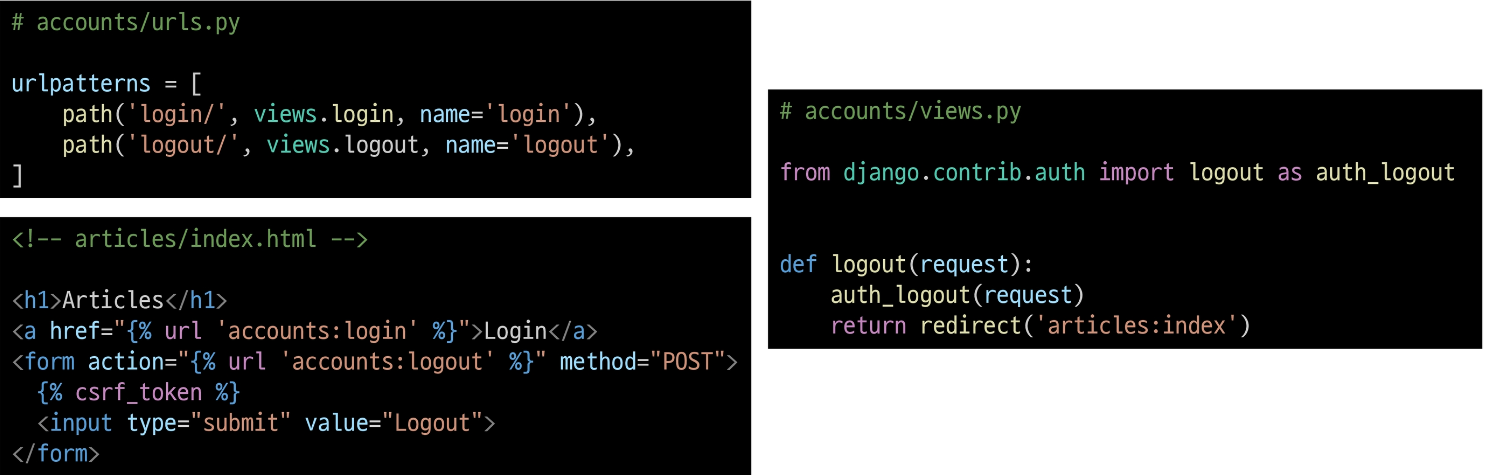 # accounts/urls.py
urlpatterns = [
    path('login/', views.login, name='login'),
    path('logout/', views.logout, name='logout'),
]
<!-- articles/index.html -->
<h1>Articles</h1>
<a href="{% url 'accounts:login' %}">Login</a>
<form action="{% url 'accounts:logout' %}" method="POST">
  {% csrf_token %}
  <input type="submit" value="Logout">
</form>
# accounts/views.py
from django.contrib.auth import logout as auth_logout
def logout(request):
    auth_logout(request)
    return redirect('articles:index')